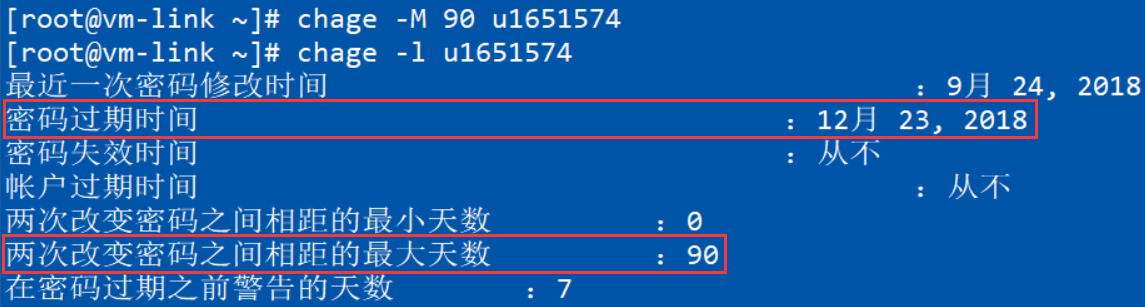 [root@vm-link ~]# chage -M 90 u1651574
[root@vm-link ~]# chage -l u1651574
最近一次密码修改时间 ：9月 24, 2018
密码过期时间 ：12月 23, 2018
密码失效时间 ：从不
帐户过期时间 ：从不
两次改变密码之间相距的最小天数 ：0
两次改变密码之间相距的最大天数 ：90
在密码过期之前警告的天数 ：7